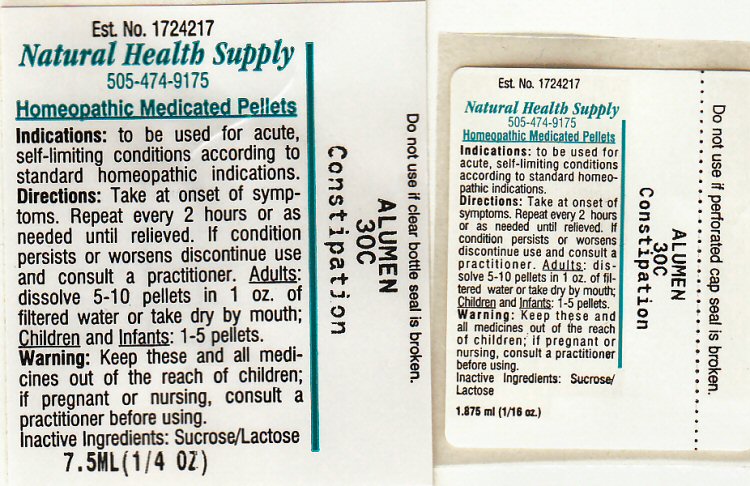 Est. No. 1724217
Natural Health Supply
505-474-9175
Homeopathic Medicated Pellets
Indications: to be used for acute,
self-limiting conditions according to
standard homeopathic indications.
Directions: Take at onset of symp-
toms. Repeat every 2 hours or as
needed until relieved. If condition
persists or worsens discontinue use
and consult a practitioner. Adults:
dissolve 5-10 pellets in 1 oz. of
filtered water or take dry by mouth;
Children and Infants: 1-5 pellets.
Warning: Keep these and all medi-
cines out of the reach of children;
if pregnant or nursing, consult a
practitioner before using.
Inactive Ingredients: Sucrose/Lactose
7.5ML(1/4 OZ)
Do not use if clear bottle seal is broken.
ALUMEN
30C
Constipation
Est. No. 1724217
Natural Health Supply
505-474-9175
Homeopathic Medicated Pellets
Indications: to be used for
acute, self-limiting conditions
according to standard homeo-
pathic indications.
Directions: Take at onset of
symptoms. Repeat every 2 hours
or as needed until relieved. If
condition persists or worsens
discontinue use and consult a
practitioner. Adults: dis-
solve 5-10 pellets in 1 oz. of fil-
tered water or take dry by mouth;
Children and Infants: 1-5 pellets.
Warning: Keep these and
all medicines out of the reach
of children; if pregnant or
nursing, consult a practitioner
before using.
Inactive Ingredients: Sucrose/
Lactose
1.875 ml (1/16 oz.)
Do not use if perforated cap seal is broken.
ALUMEN
30C
Constipation